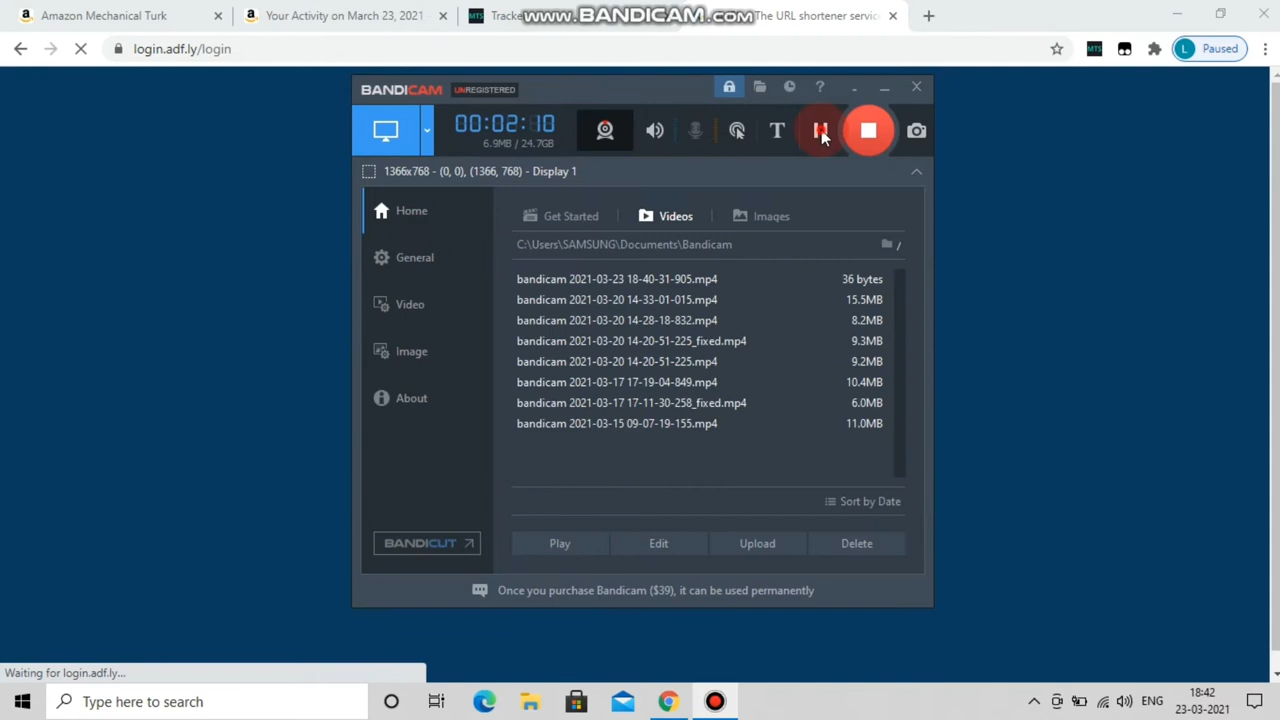 Amazon Mechanical Turk
Your Activity on March 23, 2021
MTS
Tracke
www.BANDICAM.com
The URL shortener servic
login.adf.ly/login
MTS
L
Paused
BANDICAM
UNREGISTERED
?
00:02:10
6.9MB / 24.7GB
T
1366x768 - (0, 0), (1366, 768) - Display 1
Home
General
Video
Image
About
BANDICUT
Get Started
Videos
Images
C:\Users\SAMSUNG\Documents\Bandicam
/
bandicam 2021-03-23 18-40-31-905.mp4 36 bytes
bandicam 2021-03-20 14-33-01-015.mp4 15.5MB
bandicam 2021-03-20 14-28-18-832.mp4 8.2MB
bandicam 2021-03-20 14-20-51-225_fixed.mp4 9.3MB
bandicam 2021-03-20 14-20-51-225.mp4 9.2MB
bandicam 2021-03-17 17-19-04-849.mp4 10.4MB
bandicam 2021-03-17 17-11-30-258_fixed.mp4 6.0MB
bandicam 2021-03-15 09-07-19-155.mp4 11.0MB
Sort by Date
Play
Edit
Upload
Delete
Once you purchase Bandicam ($39), it can be used permanently
Waiting for login.adf.ly...
Type here to search
ENG
18:42
23-03-2021